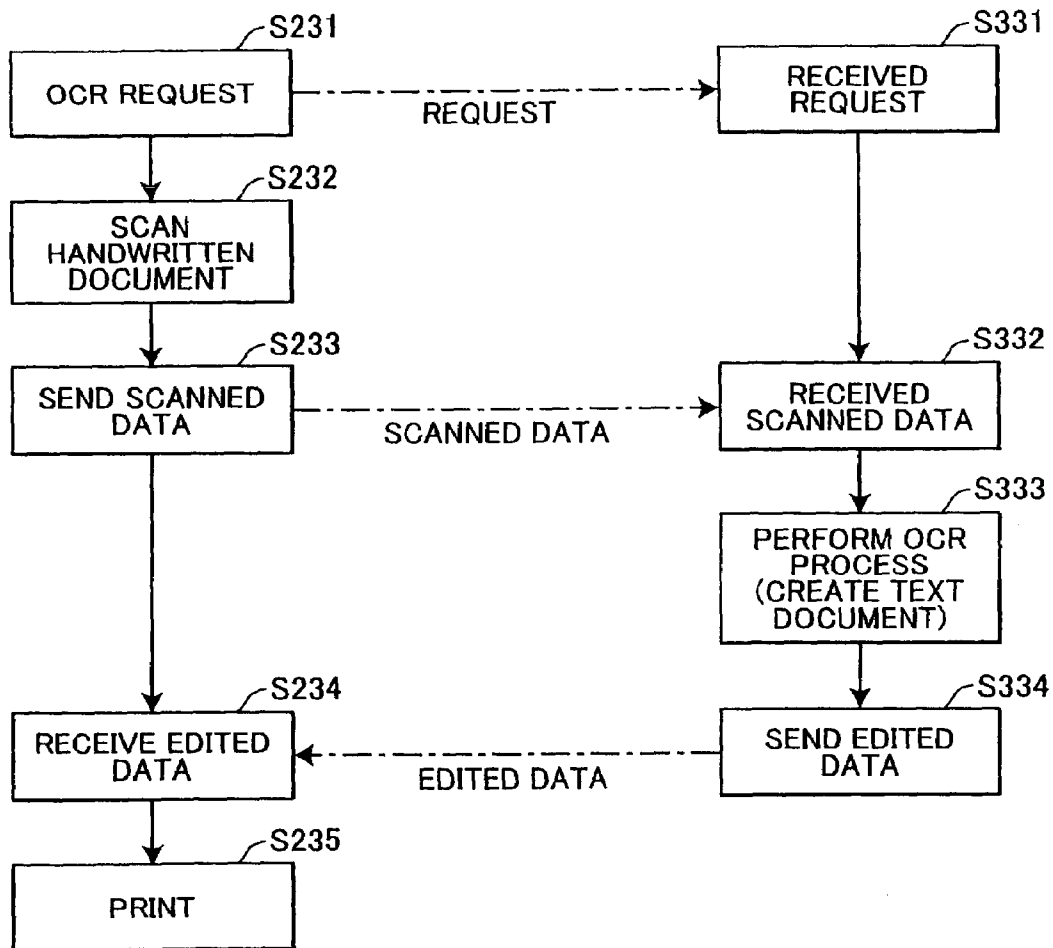 S231
OCR REQUEST
REQUEST
S331
RECEIVED
REQUEST
S232
SCAN
HANDWRITTEN
DOCUMENT
S233
SEND SCANNED
DATA
SCANNED DATA
S332
RECEIVED
SCANNED DATA
S333
PERFORM OCR
PROCESS
(CREATE TEXT
DOCUMENT)
S334
SEND EDITED
DATA
EDITED DATA
S234
RECEIVE EDITED
DATA
S235
PRINT